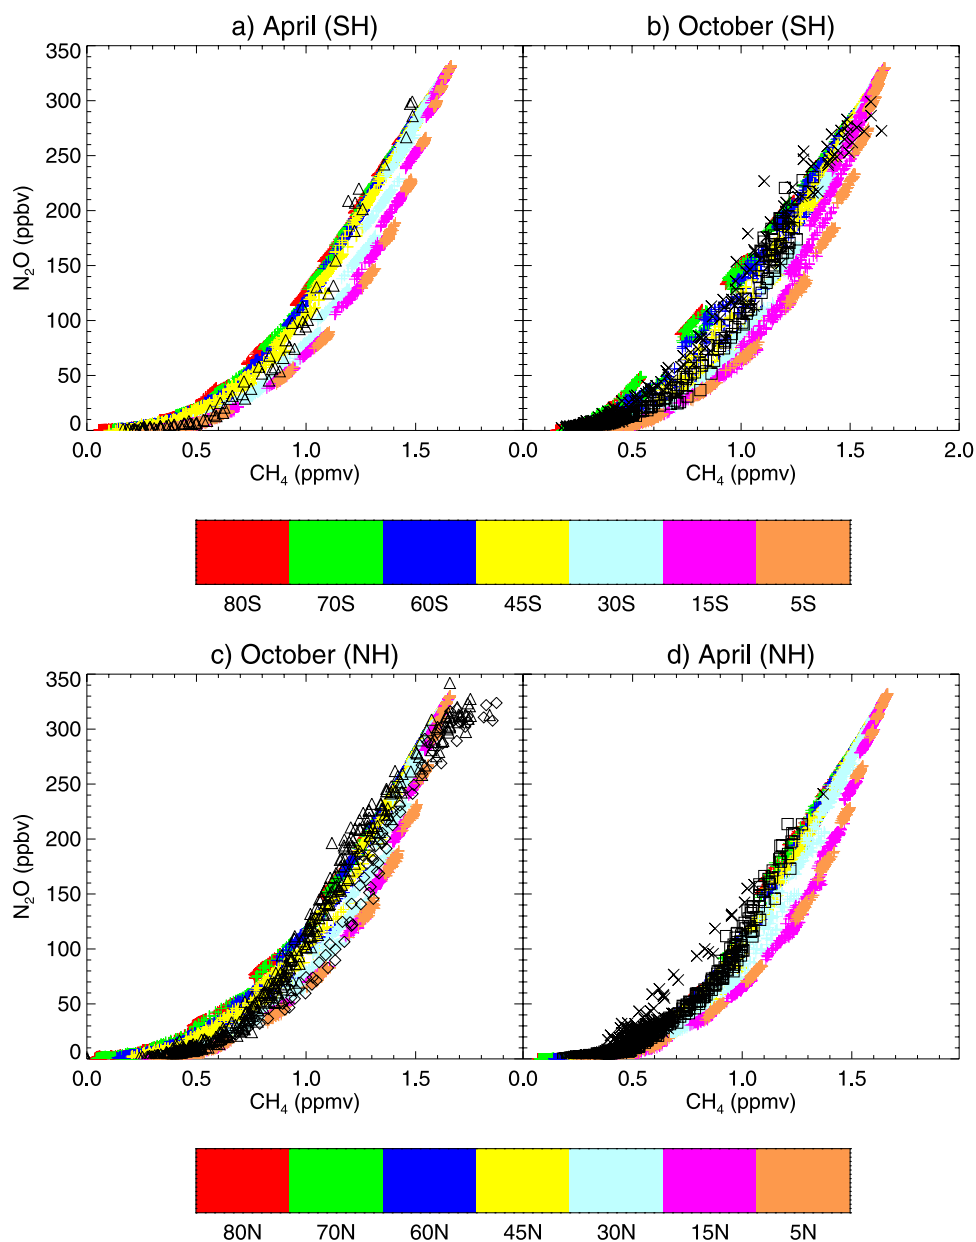 a) April (SH)
b) October (SH)
350
300
250
200
150
100
50
0
N2O (ppbv)
0.0 0.5 1.0 1.5 0.0 0.5 1.0 1.5 2.0
CH4 (ppmv) CH4 (ppmv)
80S 70S 60S 45S 30S 15S 5S
c) October (NH)
d) April (NH)
350
300
250
200
150
100
50
0
N2O (ppbv)
0.0 0.5 1.0 1.5 0.0 0.5 1.0 1.5
CH4 (ppmv) CH4 (ppmv)
80N 70N 60N 45N 30N 15N 5N